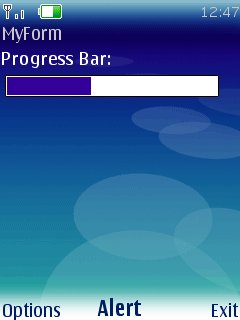 12:47
MyForm
Progress Bar:
Options Alert Exit